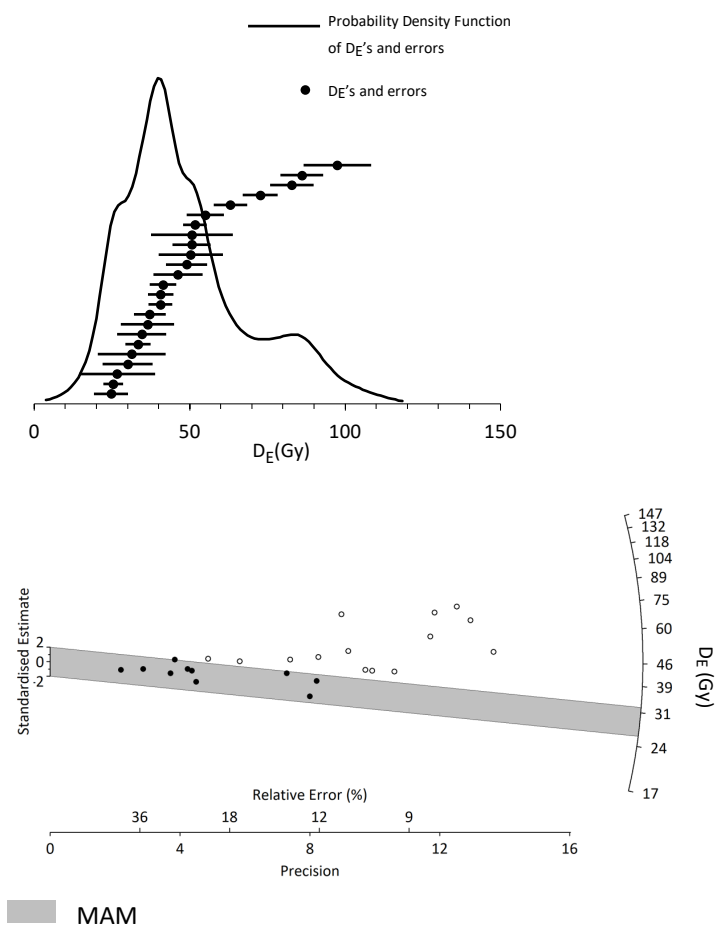 Probability Density Function
of DE's and errors
DE's and errors
0 50 100 150
DE(Gy)
147
132
118
104
89
75
60
46
39
31
24
17
DE (Gy)
Standardised Estimate
2
0
-2
Relative Error (%)
36 18 12 9
0 4 8 12 16
Precision
MAM